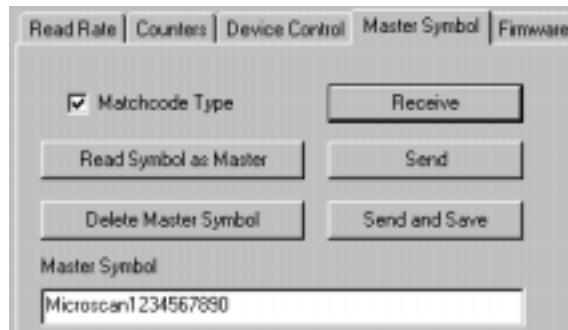 Read Rate Counters Device Control Master Symbol Firmware
Matchcode Type Receive
Read Symbol as Master Send
Delete Master Symbol Send and Save
Master Symbol
Microscan1234567890